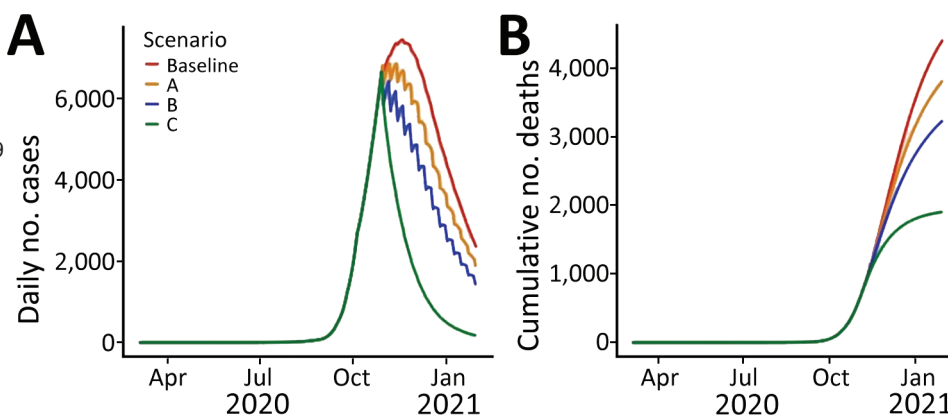 A
Scenario
Baseline
A
B
C
Daily no. cases
6,000
4,000
2,000
0
Apr
Jul
Oct
Jan
2020
2021
9
B
Cumulative no. deaths
4,000
3,000
2,000
1,000
0
Apr
Jul
Oct
Jan
2020
2021